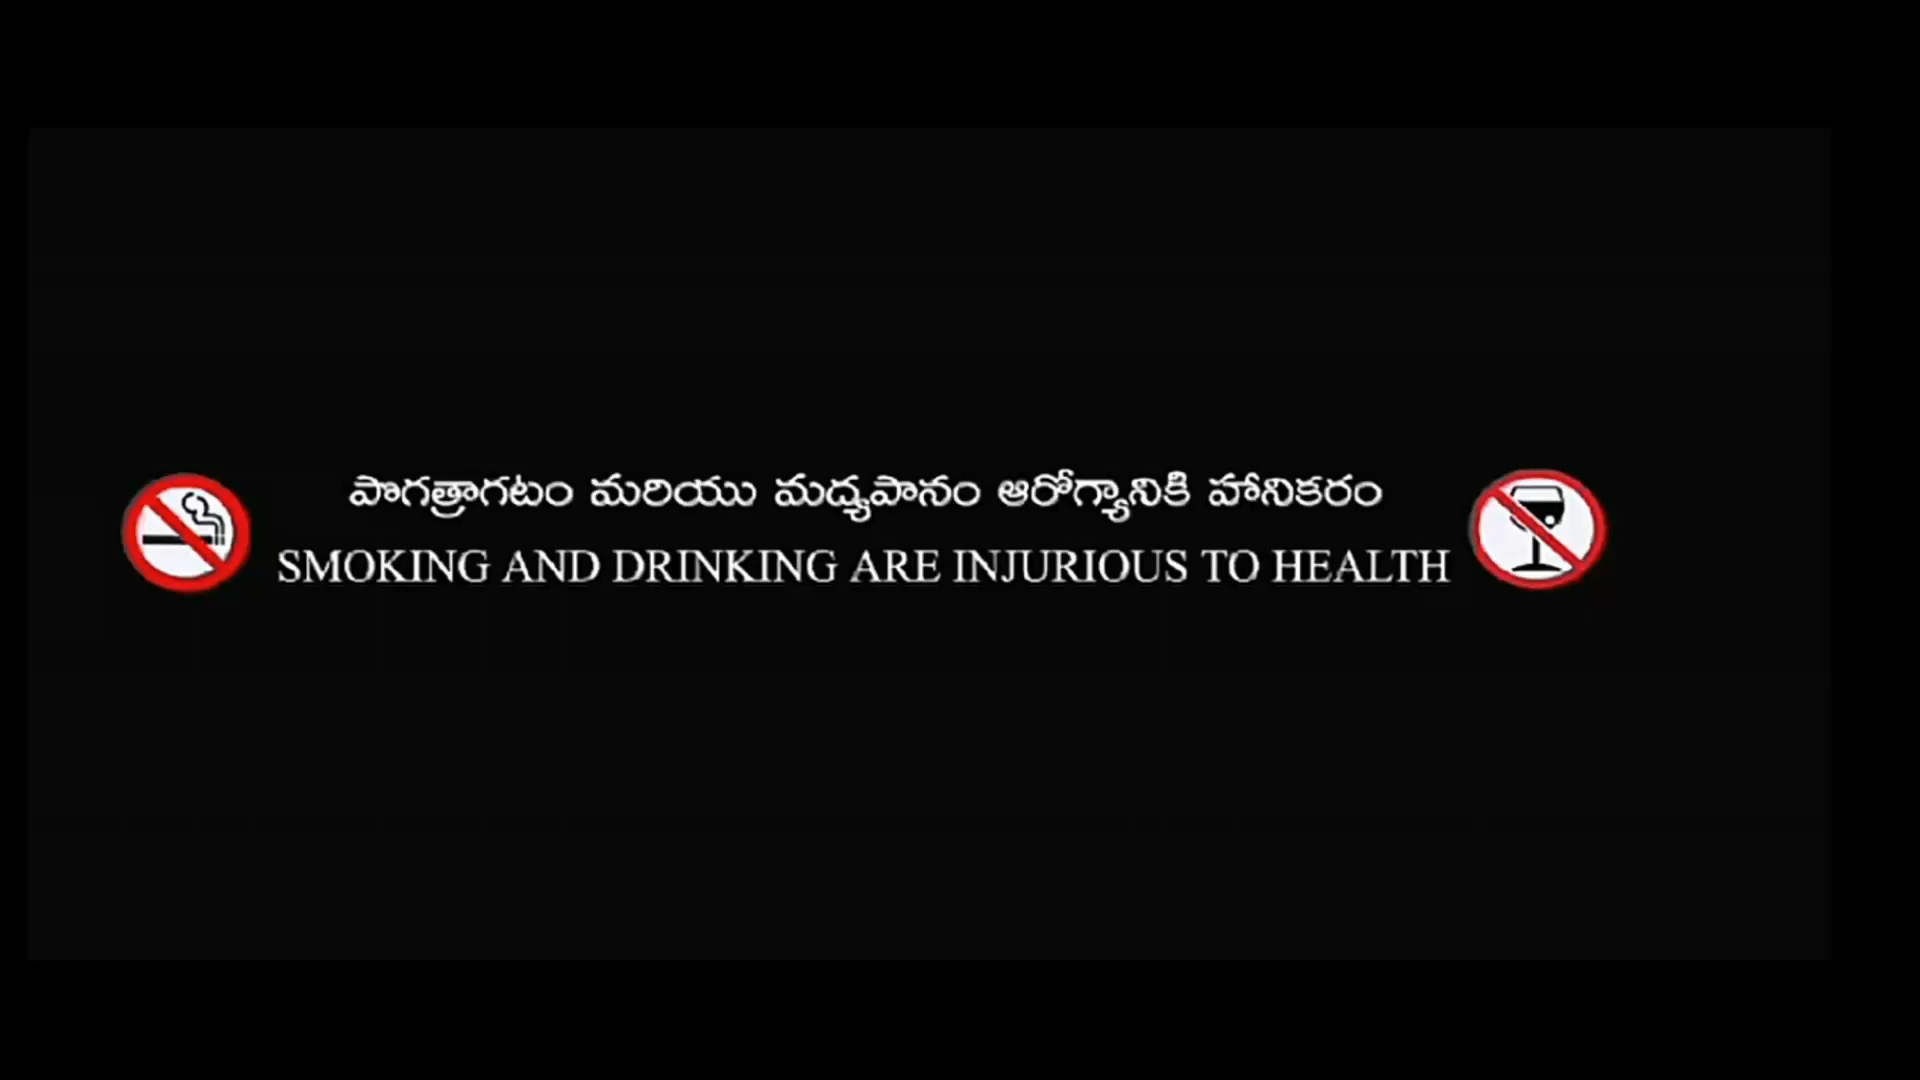 పొగత్రాగటం మరియు మద్యపానం ఆరోగ్యానికి హానికరం
SMOKING AND DRINKING ARE INJURIOUS TO HEALTH